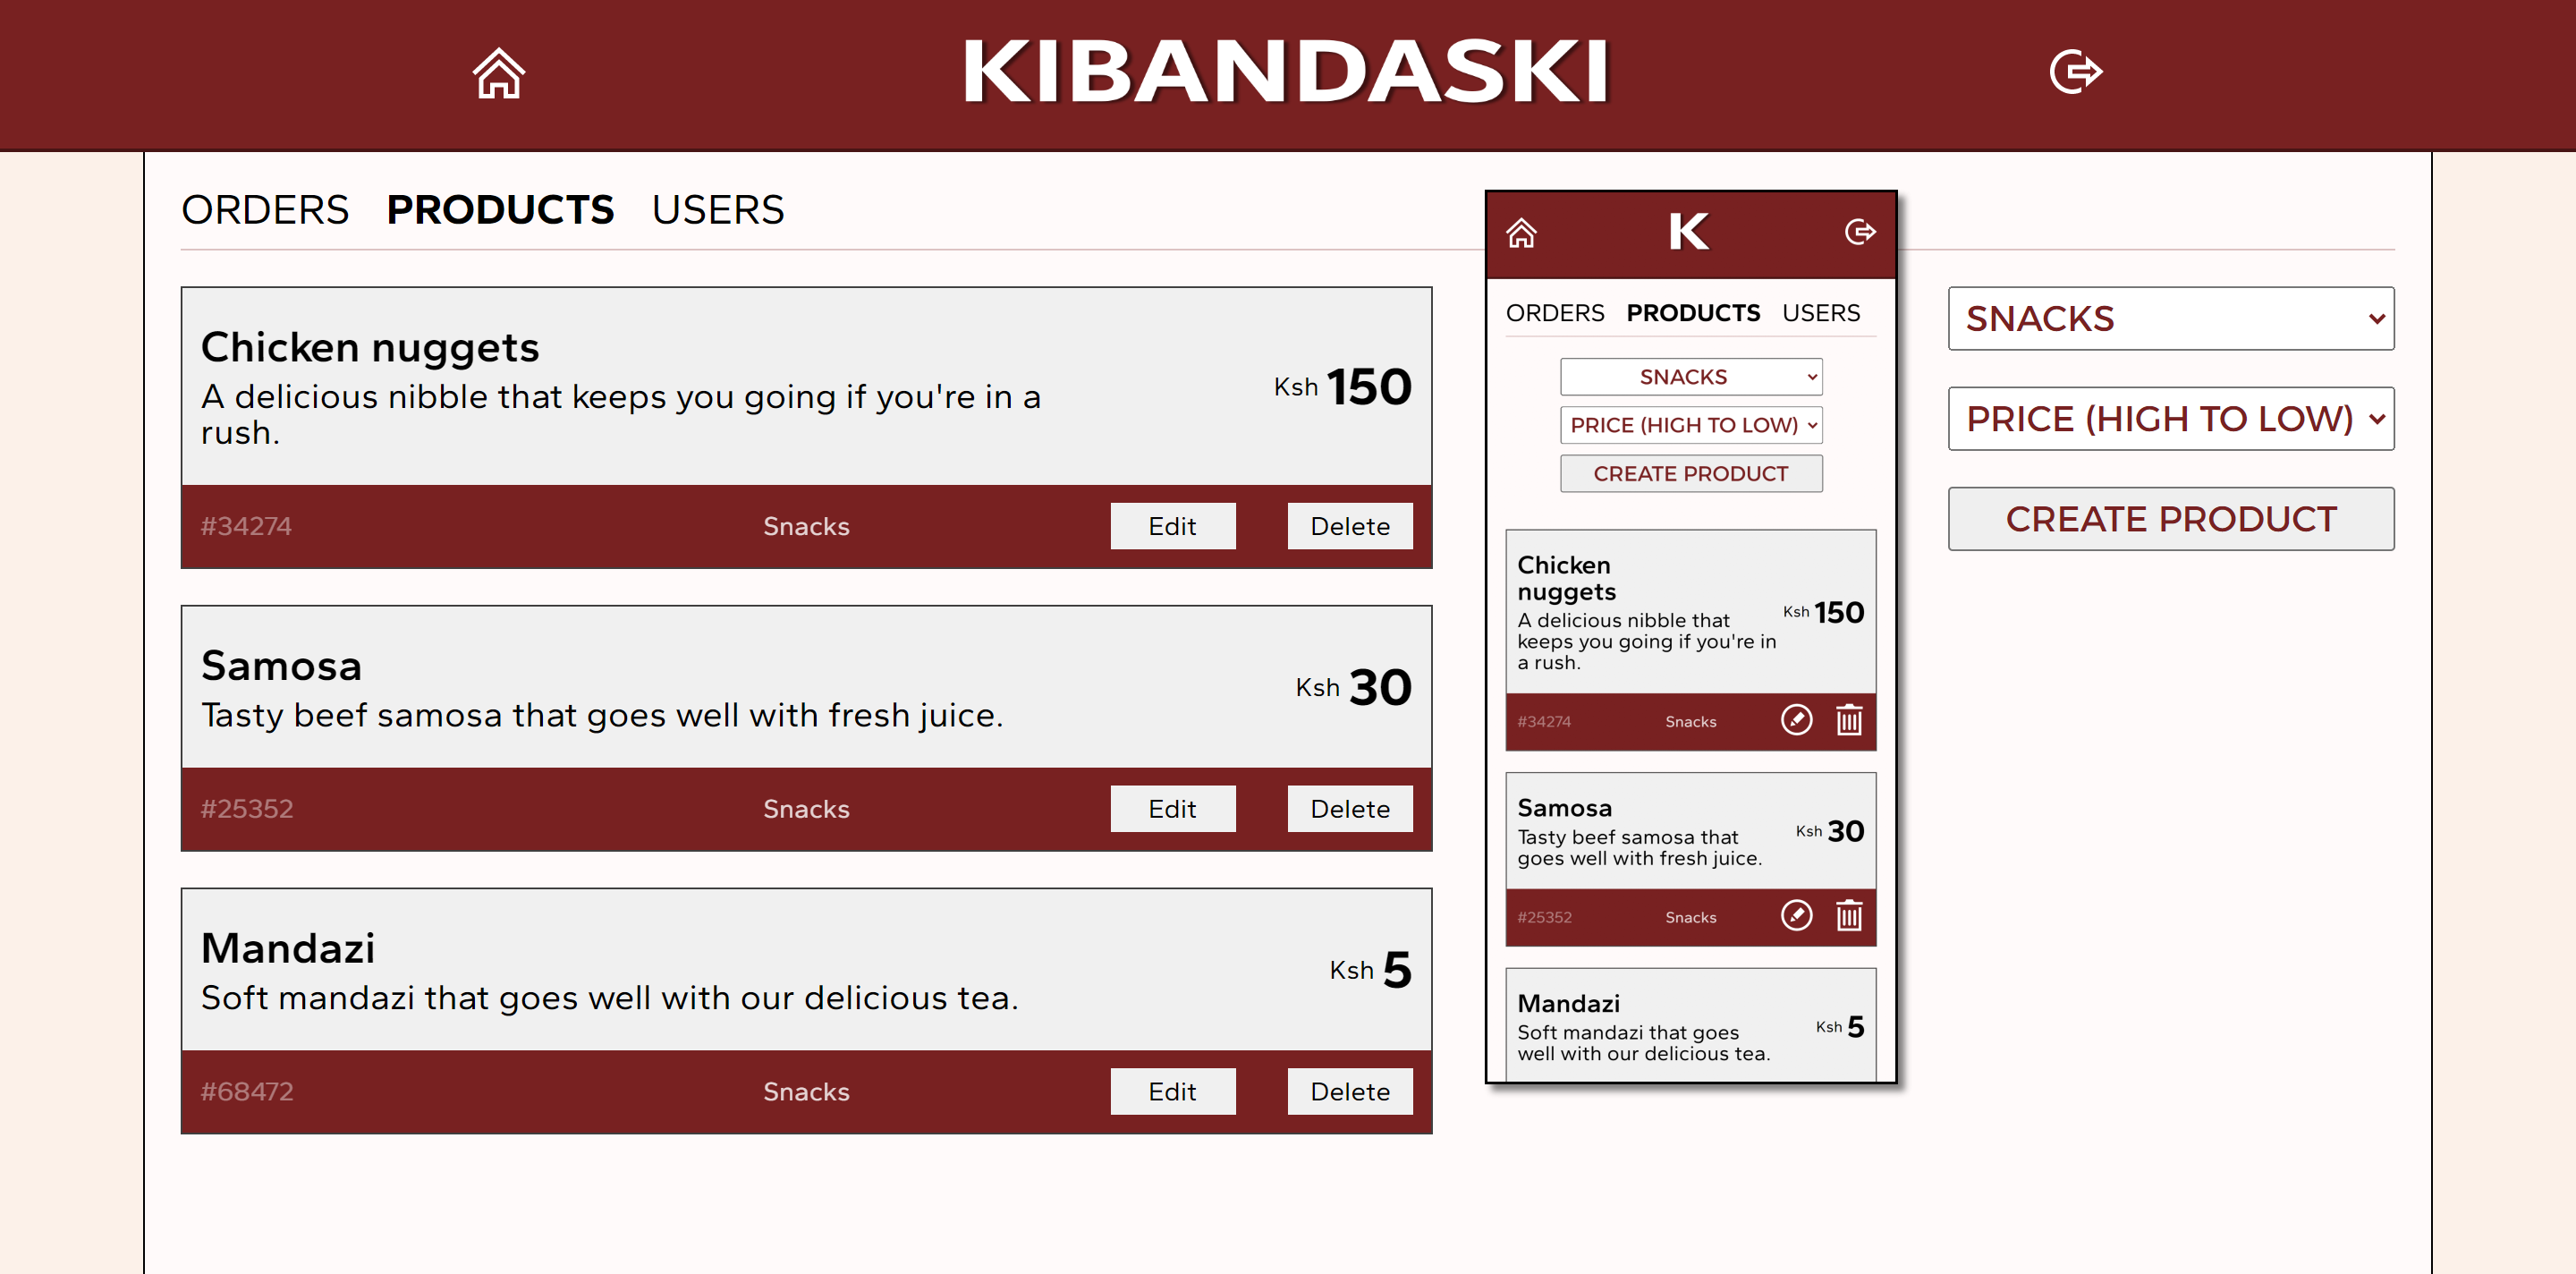 KIBANDASKI
ORDERS PRODUCTS USERS
Chicken nuggets
A delicious nibble that keeps you going if you're in a
rush.
Ksh 150
#34274 Snacks Edit Delete
Samosa
Tasty beef samosa that goes well with fresh juice.
Ksh 30
#25352 Snacks Edit Delete
Mandazi
Soft mandazi that goes well with our delicious tea.
Ksh 5
#68472 Snacks Edit Delete
K
ORDERS PRODUCTS USERS
SNACKS
PRICE (HIGH TO LOW)
CREATE PRODUCT
Chicken
nuggets
A delicious nibble that
keeps you going if you're in
a rush.
Ksh 150
#34274 Snacks
Samosa
Tasty beef samosa that
goes well with fresh juice.
Ksh 30
#25352 Snacks
Mandazi
Soft mandazi that goes
well with our delicious tea.
Ksh 5
SNACKS
PRICE (HIGH TO LOW)
CREATE PRODUCT